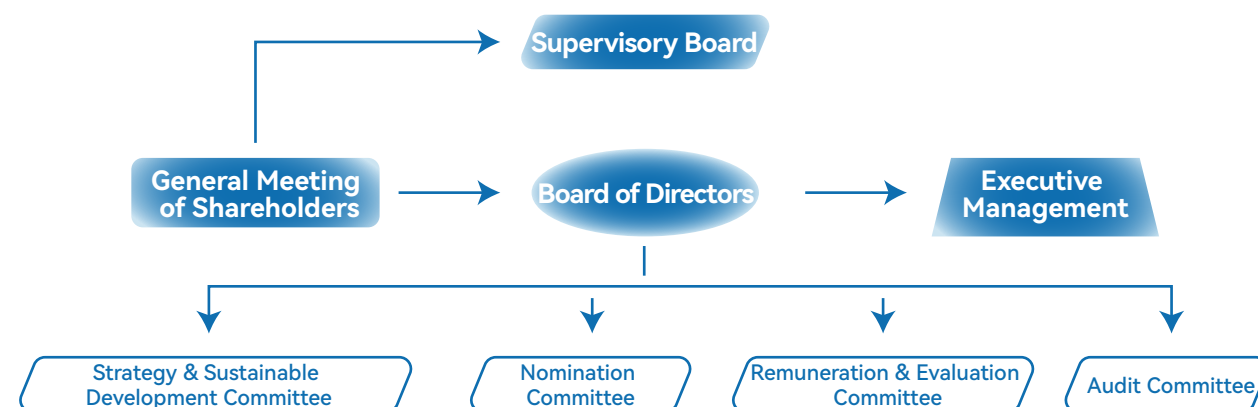 Supervisory Board
General Meeting
of Shareholders
Board of Directors
Executive
Management
Strategy & Sustainable
Development Committee
Nomination
Committee
Remuneration & Evaluation
Committee
Audit Committee